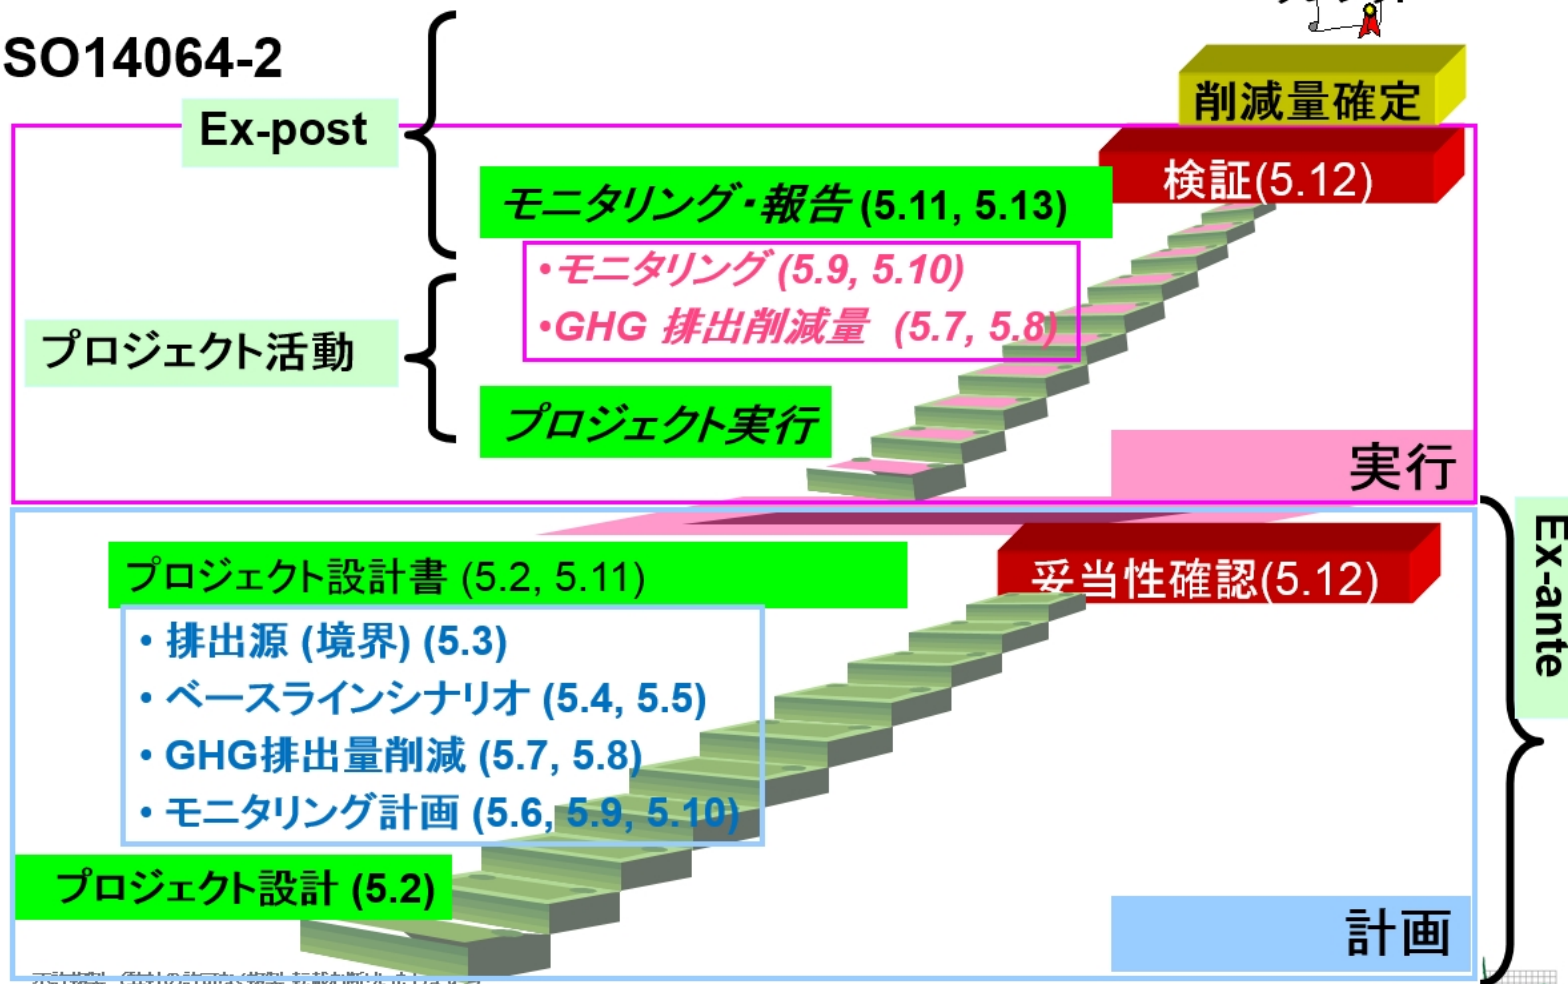 SO14064-2
削減量確定
Ex-post
検証(5.12)
モニタリング・報告 (5.11, 5.13)
•モニタリング (5.9, 5.10)
•GHG 排出削減量 (5.7, 5.8)
プロジェクト活動
プロジェクト実行
実行
Ex-ante
プロジェクト設計書 (5.2, 5.11)
妥当性確認(5.12)
• 排出源 (境界) (5.3)
• ベースラインシナリオ (5.4, 5.5)
• GHG排出量削減 (5.7, 5.8)
• モニタリング計画 (5.6, 5.9, 5.10)
プロジェクト設計 (5.2)
計画